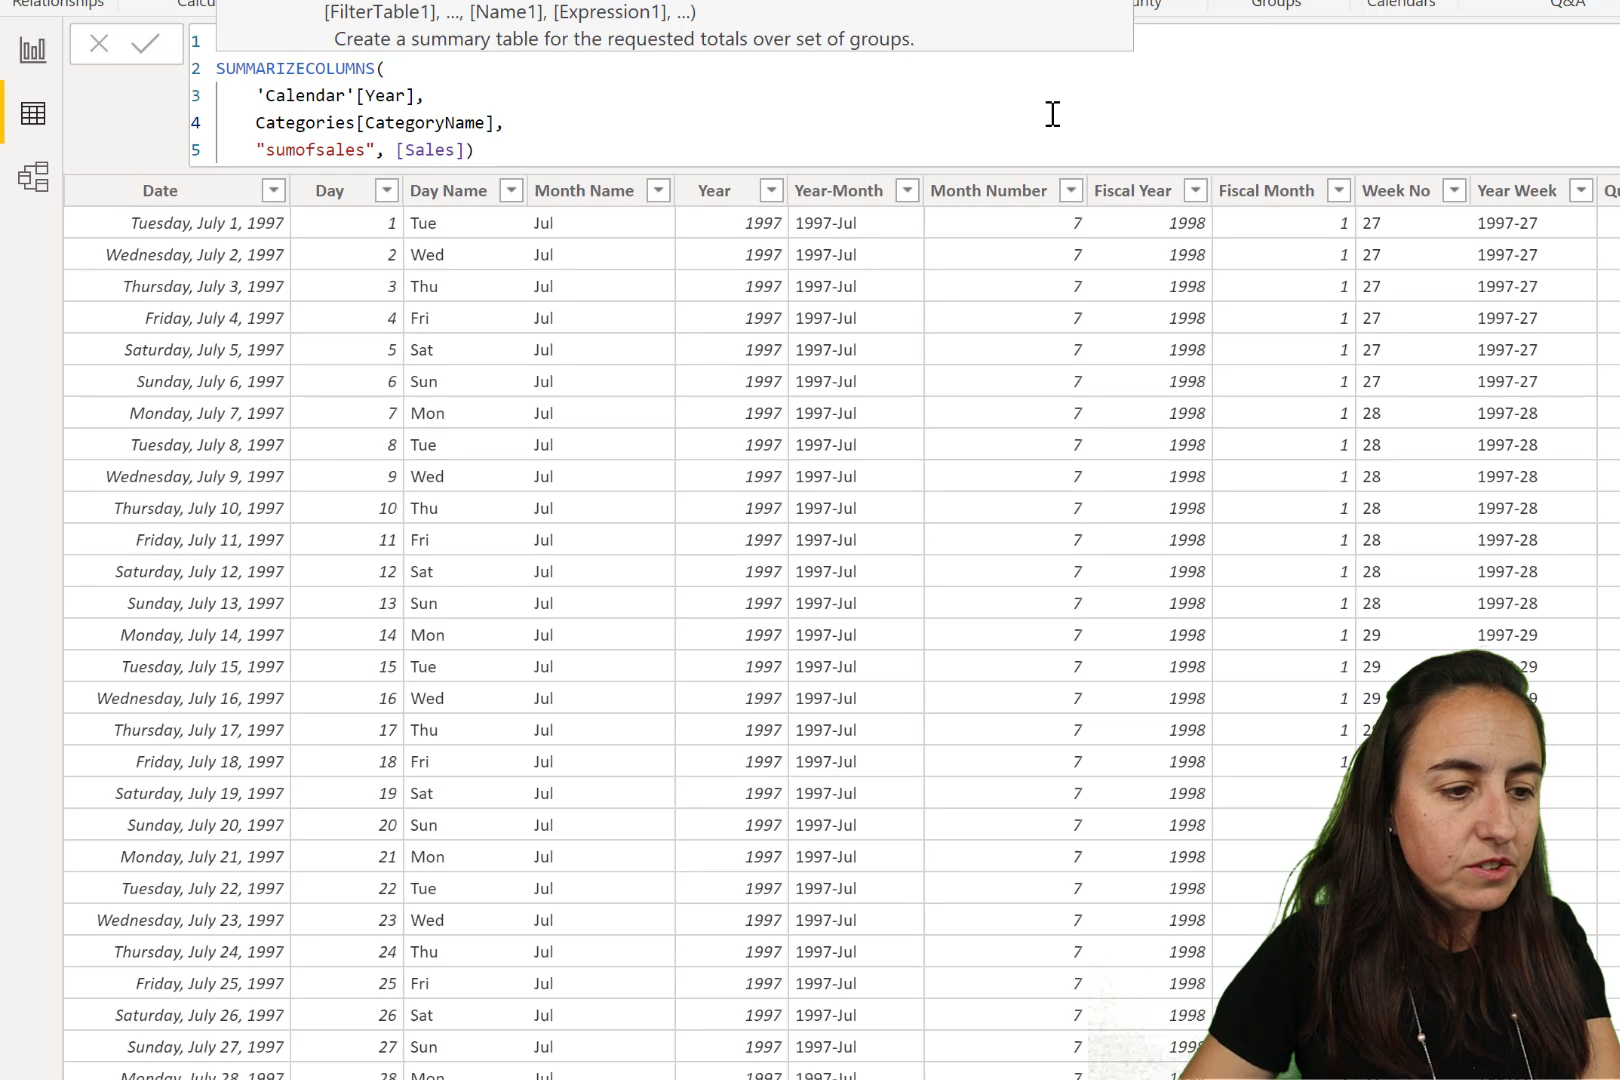 Relationships Calcu urity Groups Calendars Q&A
[FilterTable1], ..., [Name1], [Expression1], ...)
Create a summary table for the requested totals over set of groups.
1
2 SUMMARIZECOLUMNS(
3 'Calendar'[Year],
4 Categories[CategoryName],
5 "sumofsales", [Sales])
Date Day Day Name Month Name Year Year-Month Month Number Fiscal Year Fiscal Month Week No Year Week Qu
Tuesday, July 1, 1997 1 Tue Jul 1997 1997-Jul 7 1998 1 27 1997-27
Wednesday, July 2, 1997 2 Wed Jul 1997 1997-Jul 7 1998 1 27 1997-27
Thursday, July 3, 1997 3 Thu Jul 1997 1997-Jul 7 1998 1 27 1997-27
Friday, July 4, 1997 4 Fri Jul 1997 1997-Jul 7 1998 1 27 1997-27
Saturday, July 5, 1997 5 Sat Jul 1997 1997-Jul 7 1998 1 27 1997-27
Sunday, July 6, 1997 6 Sun Jul 1997 1997-Jul 7 1998 1 27 1997-27
Monday, July 7, 1997 7 Mon Jul 1997 1997-Jul 7 1998 1 28 1997-28
Tuesday, July 8, 1997 8 Tue Jul 1997 1997-Jul 7 1998 1 28 1997-28
Wednesday, July 9, 1997 9 Wed Jul 1997 1997-Jul 7 1998 1 28 1997-28
Thursday, July 10, 1997 10 Thu Jul 1997 1997-Jul 7 1998 1 28 1997-28
Friday, July 11, 1997 11 Fri Jul 1997 1997-Jul 7 1998 1 28 1997-28
Saturday, July 12, 1997 12 Sat Jul 1997 1997-Jul 7 1998 1 28 1997-28
Sunday, July 13, 1997 13 Sun Jul 1997 1997-Jul 7 1998 1 28 1997-28
Monday, July 14, 1997 14 Mon Jul 1997 1997-Jul 7 1998 1 29 1997-29
Tuesday, July 15, 1997 15 Tue Jul 1997 1997-Jul 7 1998 1 29 29
Wednesday, July 16, 1997 16 Wed Jul 1997 1997-Jul 7 1998 1 29 9
Thursday, July 17, 1997 17 Thu Jul 1997 1997-Jul 7 1998 1 2
Friday, July 18, 1997 18 Fri Jul 1997 1997-Jul 7 1998 1
Saturday, July 19, 1997 19 Sat Jul 1997 1997-Jul 7 1998
Sunday, July 20, 1997 20 Sun Jul 1997 1997-Jul 7 1998
Monday, July 21, 1997 21 Mon Jul 1997 1997-Jul 7 1998
Tuesday, July 22, 1997 22 Tue Jul 1997 1997-Jul 7 1998
Wednesday, July 23, 1997 23 Wed Jul 1997 1997-Jul 7 1998
Thursday, July 24, 1997 24 Thu Jul 1997 1997-Jul 7 1998
Friday, July 25, 1997 25 Fri Jul 1997 1997-Jul 7 1998
Saturday, July 26, 1997 26 Sat Jul 1997 1997-Jul 7 1998
Sunday, July 27, 1997 27 Sun Jul 1997 1997-Jul 7 1998
Monday, July 28, 1997 28 Mon Jul 1997 1997-Jul 7